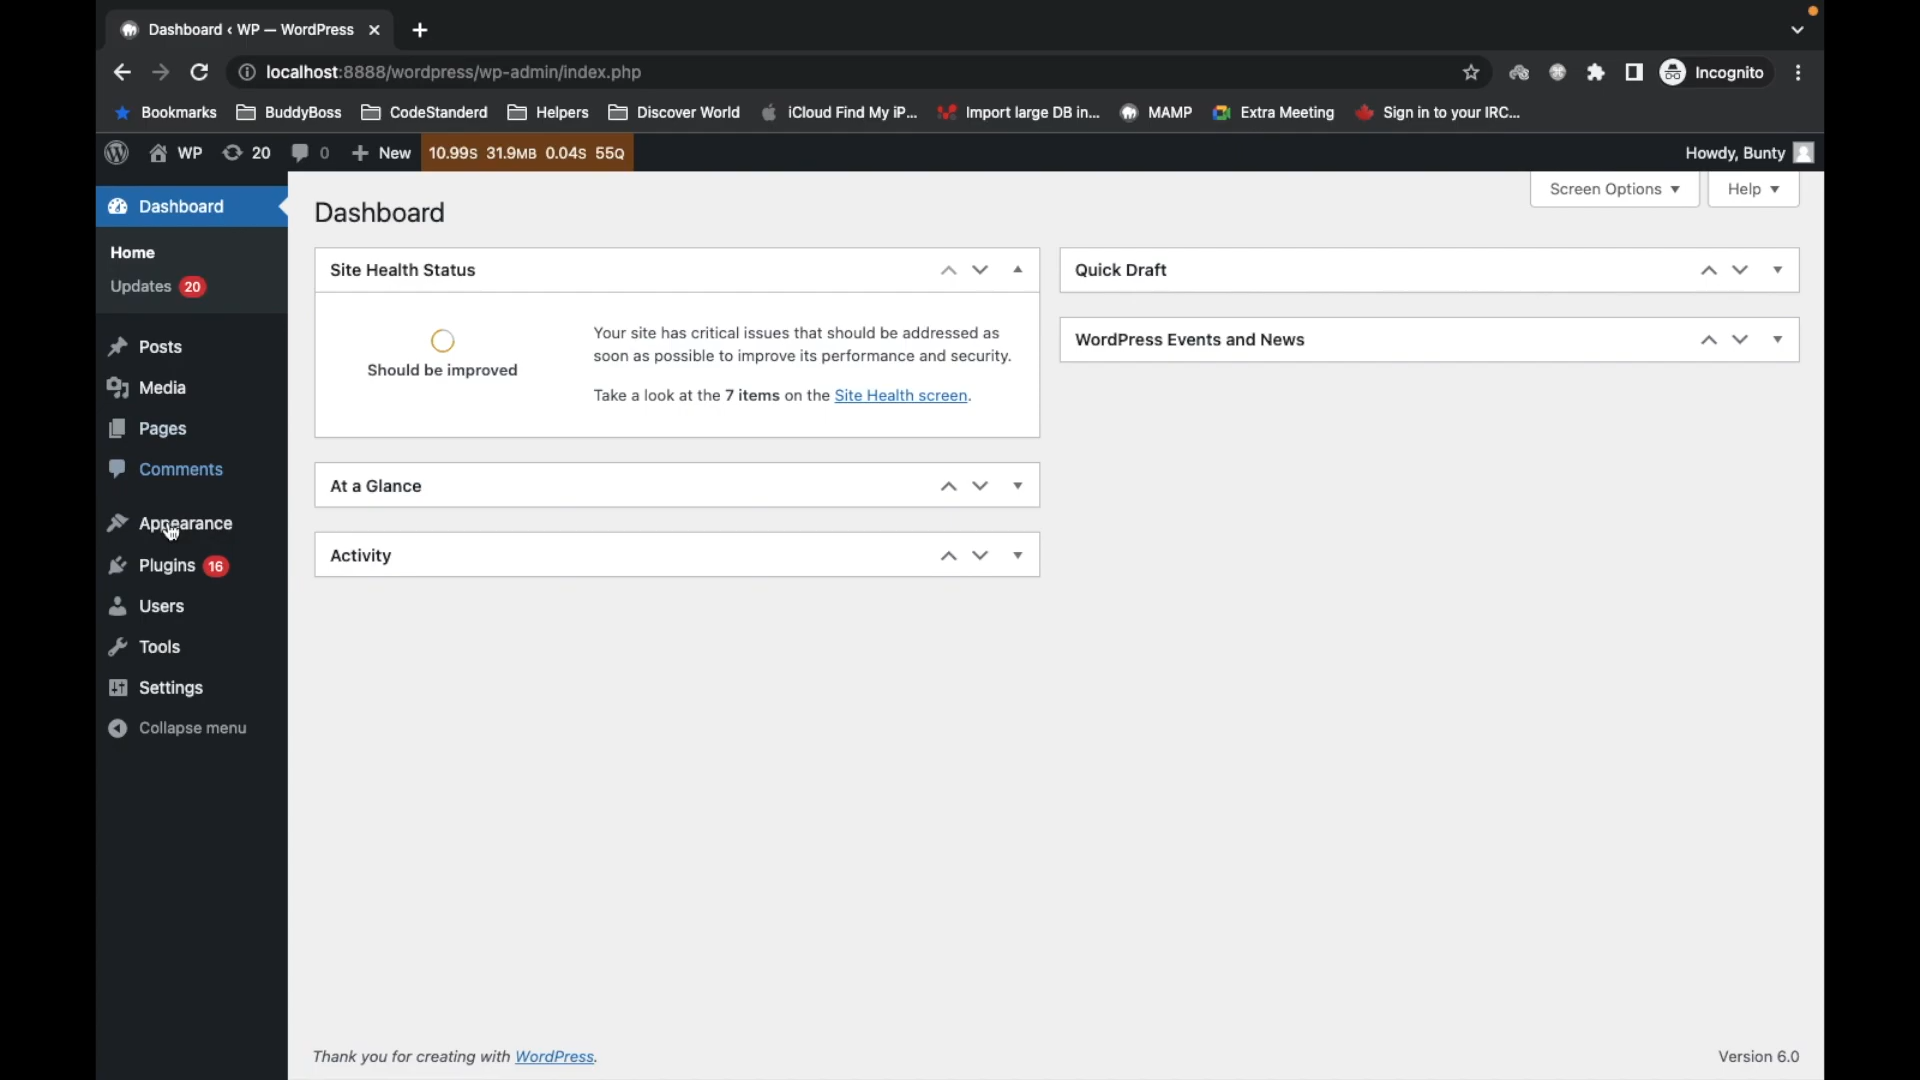 Dashboard ‹ WP — WordPress
localhost:8888/wordpress/wp-admin/index.php
Incognito
Bookmarks BuddyBoss CodeStanderd Helpers Discover World iCloud Find My iP... Import large DB in... MAMP Extra Meeting Sign in to your IRC...
WP 20 0 New 10.99S 31.9MB 0.04S 55Q Howdy, Bunty
Dashboard
Home
Updates 20
Posts
Media
Pages
Comments
Appearance
Plugins 16
Users
Tools
Settings
Collapse menu
Screen Options Help
Dashboard
Site Health Status
Should be improved
Your site has critical issues that should be addressed as
soon as possible to improve its performance and security.
Take a look at the 7 items on the Site Health screen.
At a Glance
Activity
Quick Draft
WordPress Events and News
Thank you for creating with WordPress.
Version 6.0